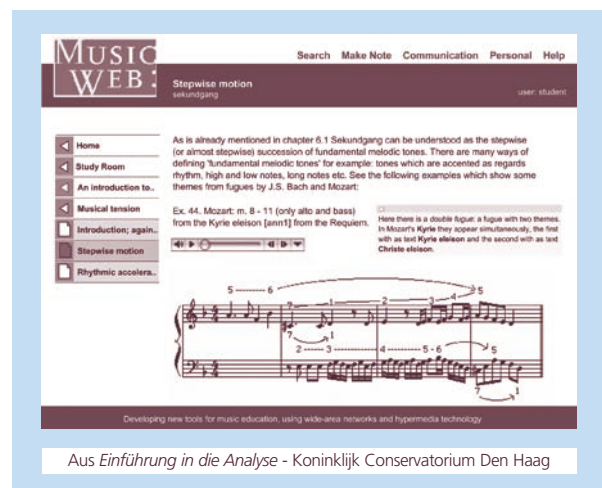 MUSIC
WEB:
Search Make Note Communication Personal Help
Stepwise motion
sekundgang
user: student
Home
Study Room
An introduction to..
Musical tension
Introduction; again..
Stepwise motion
Rhythmic accelera..
As is already mentioned in chapter 6.1 Sekundgang can be understood as the stepwise
(or almost stepwise) succession of fundamental melodic tones. There are many ways of
defining 'fundamental melodic tones' for example: tones which are accented as regards
rhythm, high and low notes, long notes etc. See the following examples which show some
themes from fugues by J.S. Bach and Mozart:
Ex. 44. Mozart: m. 8 - 11 (only alto and bass)
from the Kyrie eleison [ann1] from the Requiem.
Here there is a double fugue: a fugue with two themes.
In Mozart's Kyrie they appear simultaneously, the first
with as text Kyrie eleison and the second with as text
Christe eleison.
5 --------- 6 5
7 1 2 3 4 5
7 1
2 ----- 3 ---------- 4 ---------- 5 - 6 5
7 1
Developing new tools for music education, using wide-area networks and hypermedia technology
Aus Einführung in die Analyse - Koninklijk Conservatorium Den Haag